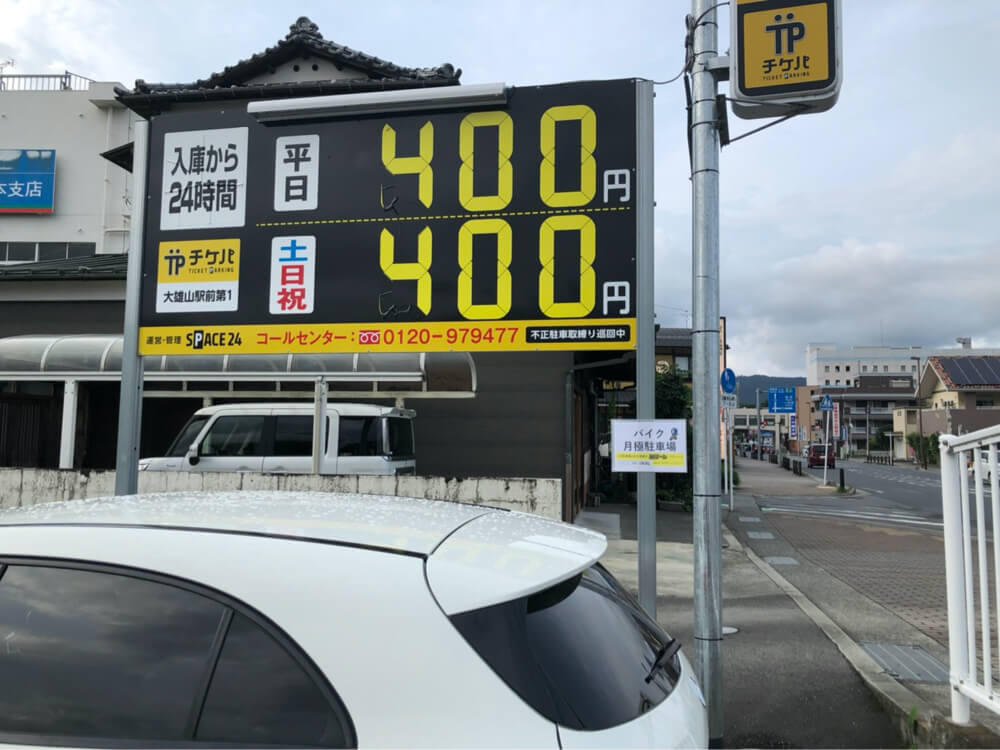 TP
チケパ
TICKET PARKING
入庫から
24時間
平日
400円
TP チケパ
TICKET PARKING
大雄山駅前第1
土日祝
400円
運営・管理 SPACE24 コールセンター: 0120-979477 不正駐車取締り巡回中
本支店
バイク
月極駐車場